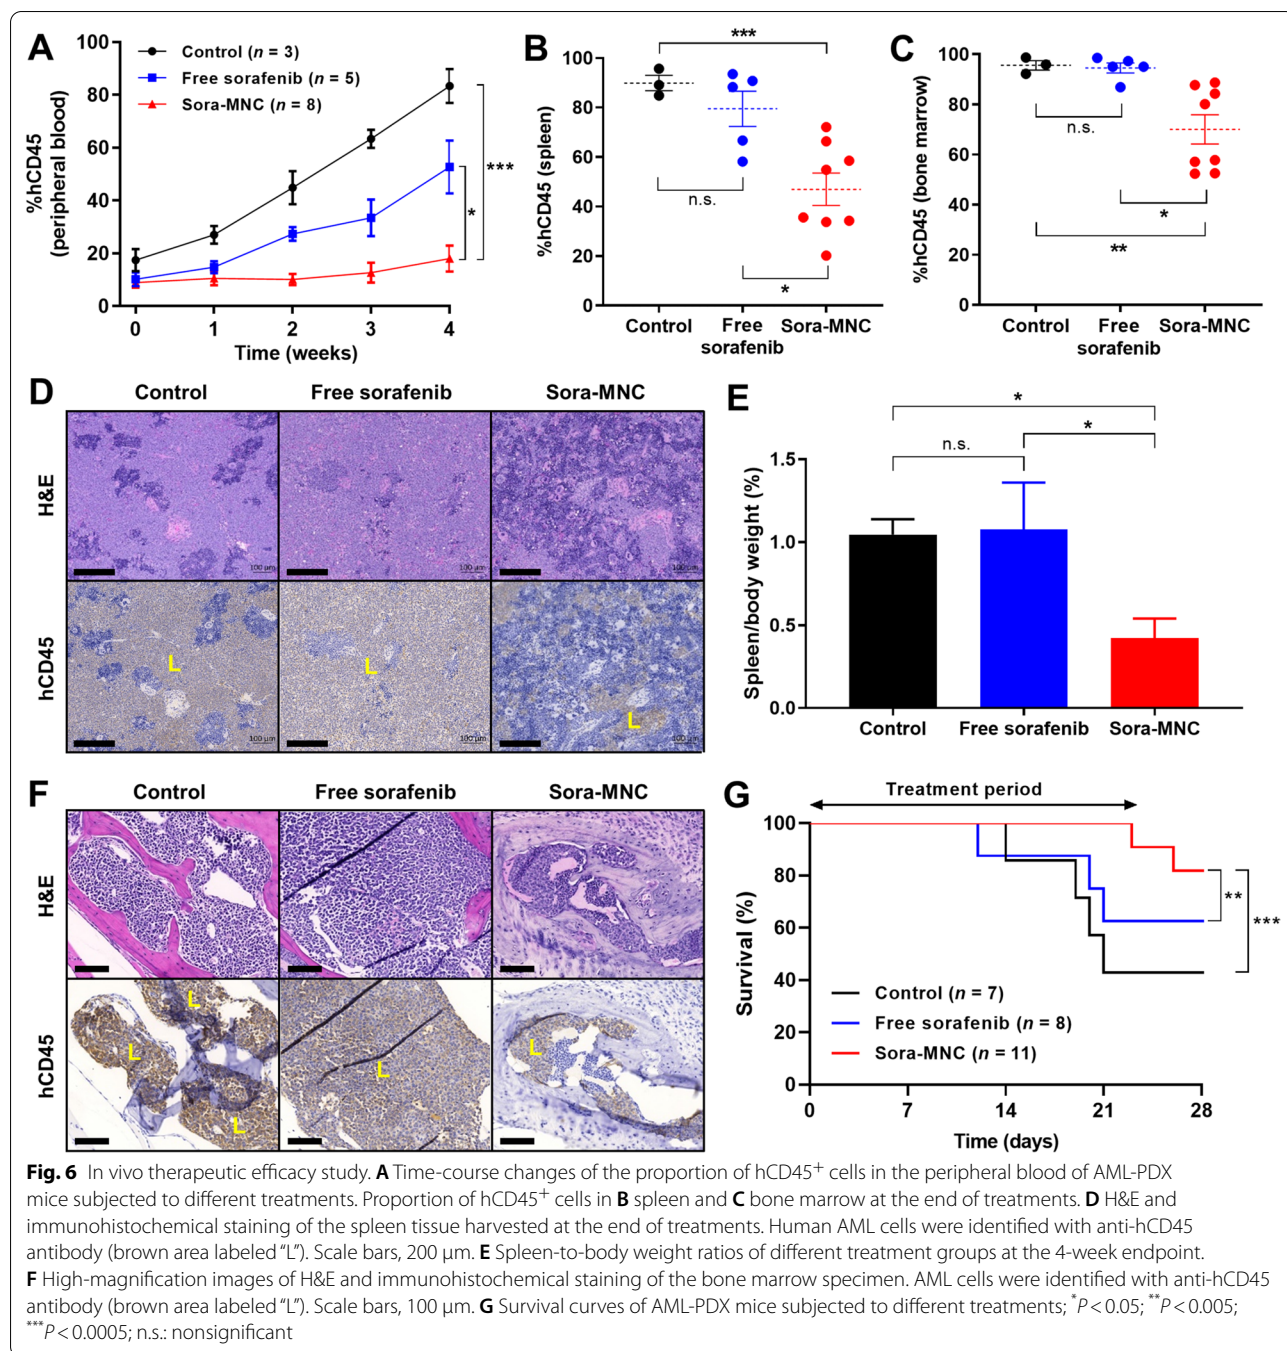 A
Control (n = 3)
Free sorafenib (n = 5)
Sora-MNC (n = 8)
%hCD45
(peripheral blood)
100
80
60
40
20
0
0 1 2 3 4
Time (weeks)
***
*
B
***
%hCD45 (spleen)
100
80
60
40
20
0
n.s.
*
Control Free sorafenib Sora-MNC
C
%hCD45 (bone marrow)
100
80
60
40
20
0
n.s.
*
**
Control Free sorafenib Sora-MNC
D
Control Free sorafenib Sora-MNC
H&E
100 µm 100 µm 100 µm
hCD45
L L L
100 µm 100 µm 100 µm
E
*
n.s. *
Spleen/body weight (%)
1.5
1.0
0.5
0.0
Control Free sorafenib Sora-MNC
F
Control Free sorafenib Sora-MNC
H&E
hCD45
L
L
L
L
L
G
Treatment period
Survival (%)
100
80
60
40
20
0
**
***
Control (n = 7)
Free sorafenib (n = 8)
Sora-MNC (n = 11)
0 7 14 21 28
Time (days)
Fig. 6 In vivo therapeutic efficacy study. A Time-course changes of the proportion of hCD45+ cells in the peripheral blood of AML-PDX
mice subjected to different treatments. Proportion of hCD45+ cells in B spleen and C bone marrow at the end of treatments. D H&E and
immunohistochemical staining of the spleen tissue harvested at the end of treatments. Human AML cells were identified with anti-hCD45
antibody (brown area labeled “L”). Scale bars, 200 µm. E Spleen-to-body weight ratios of different treatment groups at the 4-week endpoint.
F High-magnification images of H&E and immunohistochemical staining of the bone marrow specimen. AML cells were identified with anti-hCD45
antibody (brown area labeled “L”). Scale bars, 100 µm. G Survival curves of AML-PDX mice subjected to different treatments; *P < 0.05; **P < 0.005;
***P < 0.0005; n.s.: nonsignificant